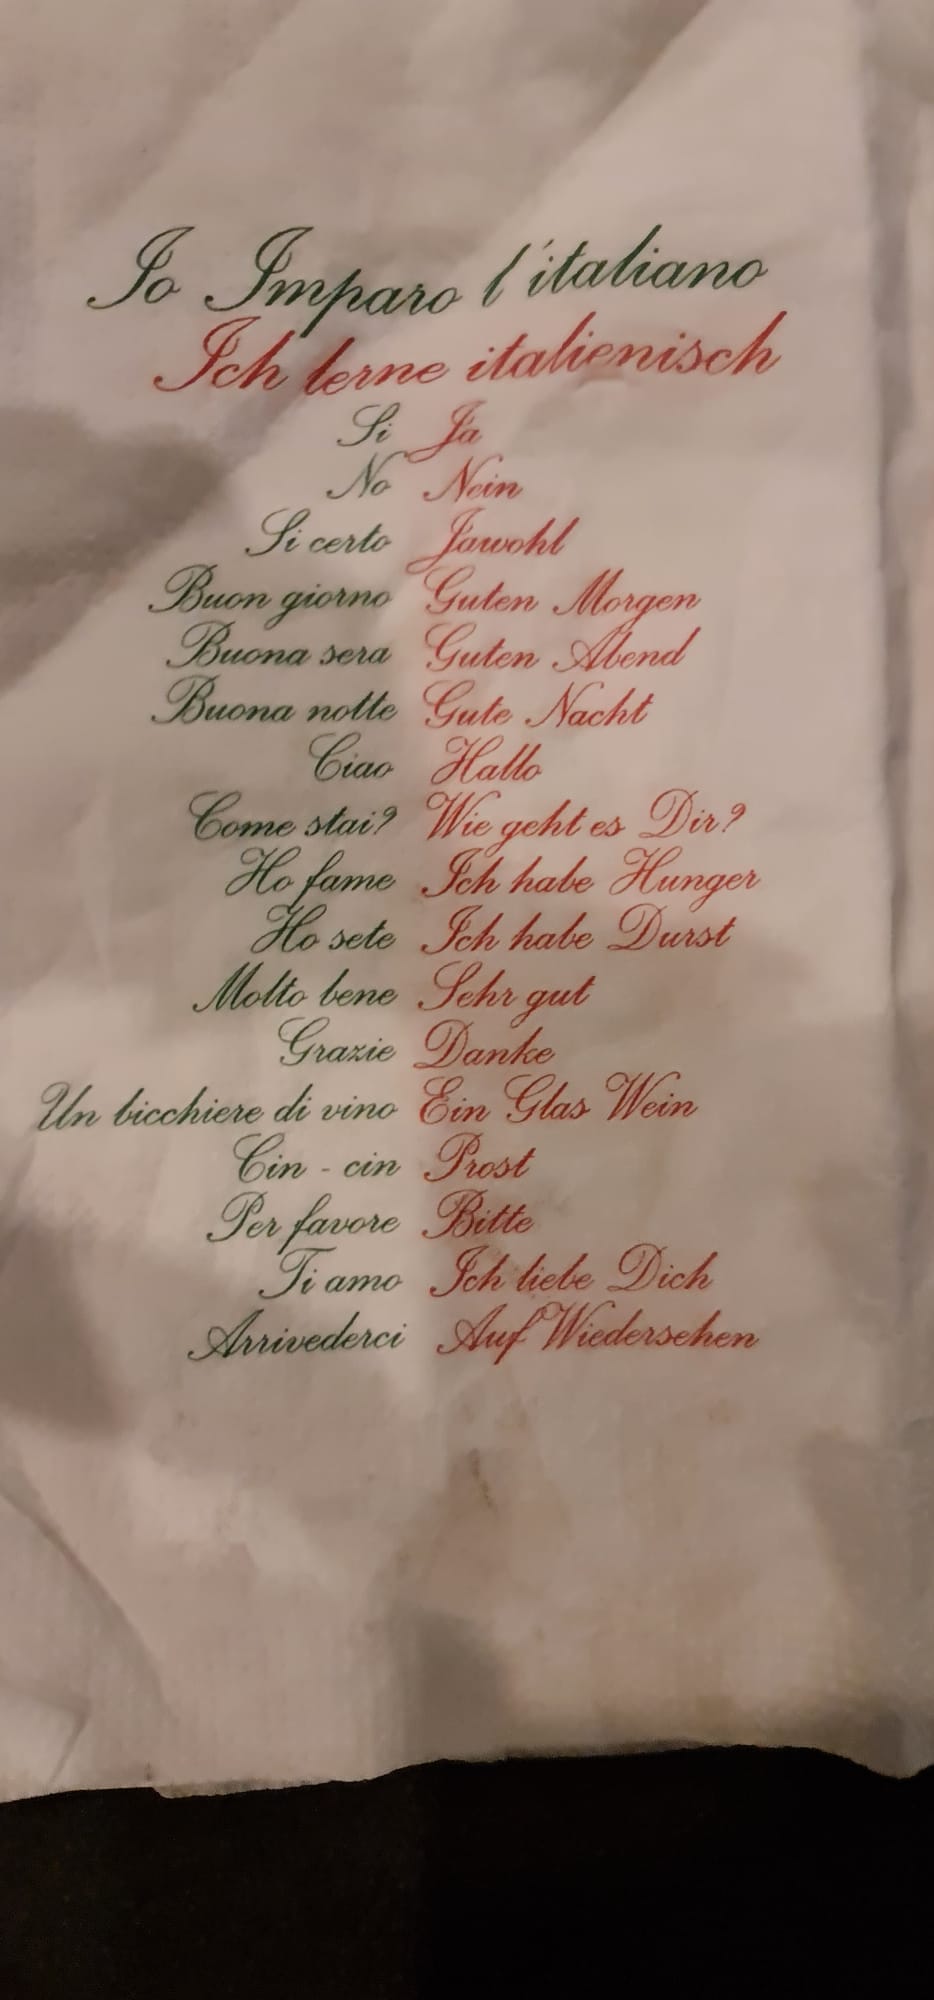 Io Imparo l'italiano
Ich lerne italienisch
Si Ja
No Nein
Si certo Jawohl
Buon giorno Guten Morgen
Buona sera Guten Abend
Buona notte Gute Nacht
Ciao Hallo
Come stai? Wie geht es Dir?
Ho fame Ich habe Hunger
Ho sete Ich habe Durst
Molto bene Sehr gut
Grazie Danke
Un bicchiere di vino Ein Glas Wein
Cin - cin Prost
Per favore Bitte
Ti amo Ich liebe Dich
Arrivederci Auf Wiedersehen